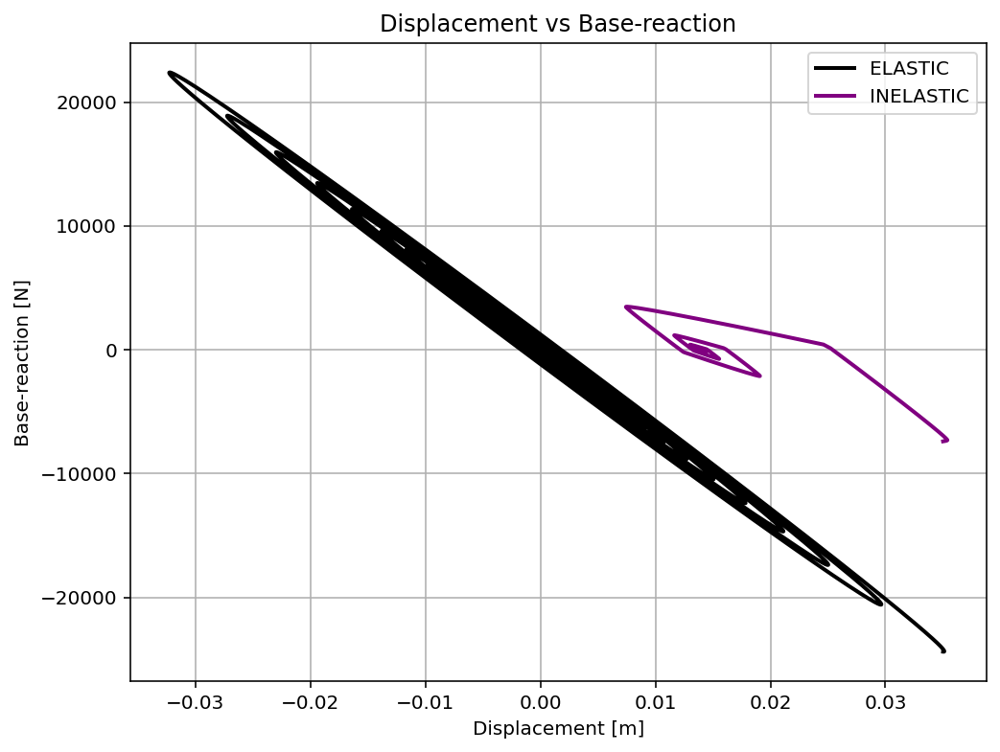 Displacement vs Base-reaction
ELASTIC
INELASTIC
20000
10000
0
−10000
−20000
Base-reaction [N]
−0.03
−0.02
−0.01
0.00
0.01
0.02
0.03
Displacement [m]